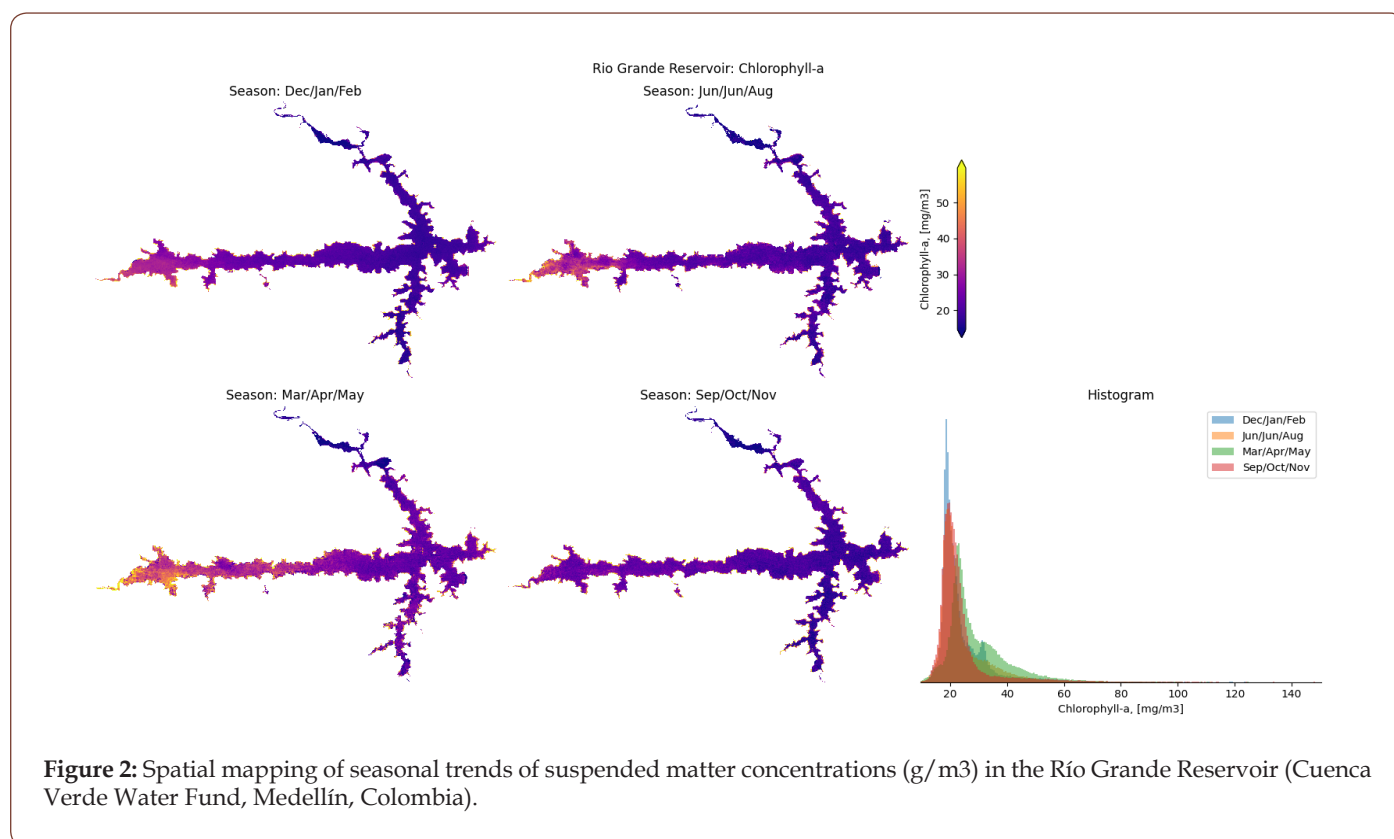 Rio Grande Reservoir: Chlorophyll-a
Season: Dec/Jan/Feb
Season: Jun/Jun/Aug
50
40
30
20
Chlorophyll-a, [mg/m3]
Season: Mar/Apr/May
Season: Sep/Oct/Nov
Histogram
Dec/Jan/Feb
Jun/Jun/Aug
Mar/Apr/May
Sep/Oct/Nov
20 40 60 80 100 120 140
Chlorophyll-a, [mg/m3]
Figure 2: Spatial mapping of seasonal trends of suspended matter concentrations (g/m3) in the Río Grande Reservoir (Cuenca
Verde Water Fund, Medellín, Colombia).